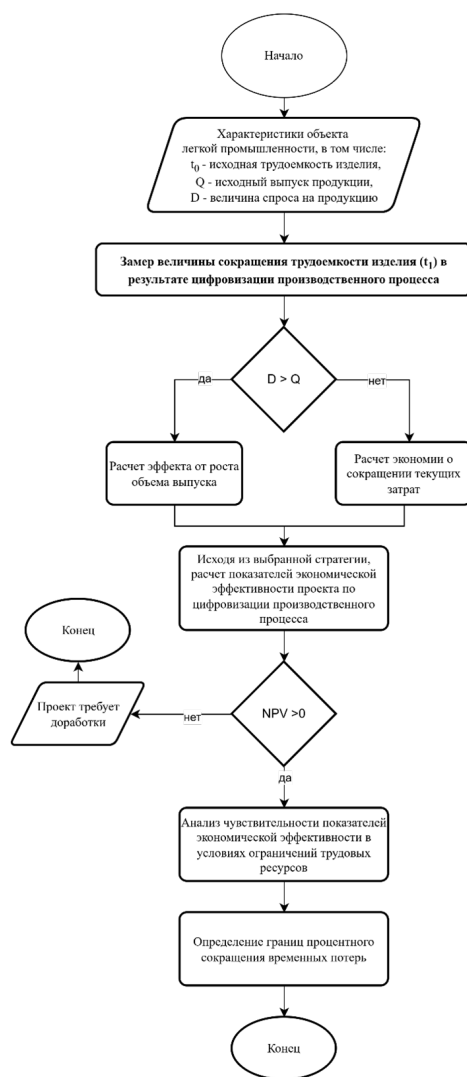 Начало
Характеристики объекта
легкой промышленности, в том числе:
t₀ - исходная трудоемкость изделия,
Q - исходный выпуск продукции,
D - величина спроса на продукцию
Замер величины сокращения трудоемкости изделия (t₁) в
результате цифровизации производственного процесса
D > Q
да
нет
Расчет эффекта от роста
объема выпуска
Расчет экономии о
сокращении текущих
затрат
Исходя из выбранной стратегии,
расчет показателей экономической
эффективности проекта по
цифровизации производственного
процесса
Конец
NPV >0
нет
Проект требует
доработки
да
Анализ чувствительности показателей
экономической эффективности в
условиях ограничений трудовых
ресурсов
Определение границ процентного
сокращения временных потерь
Конец